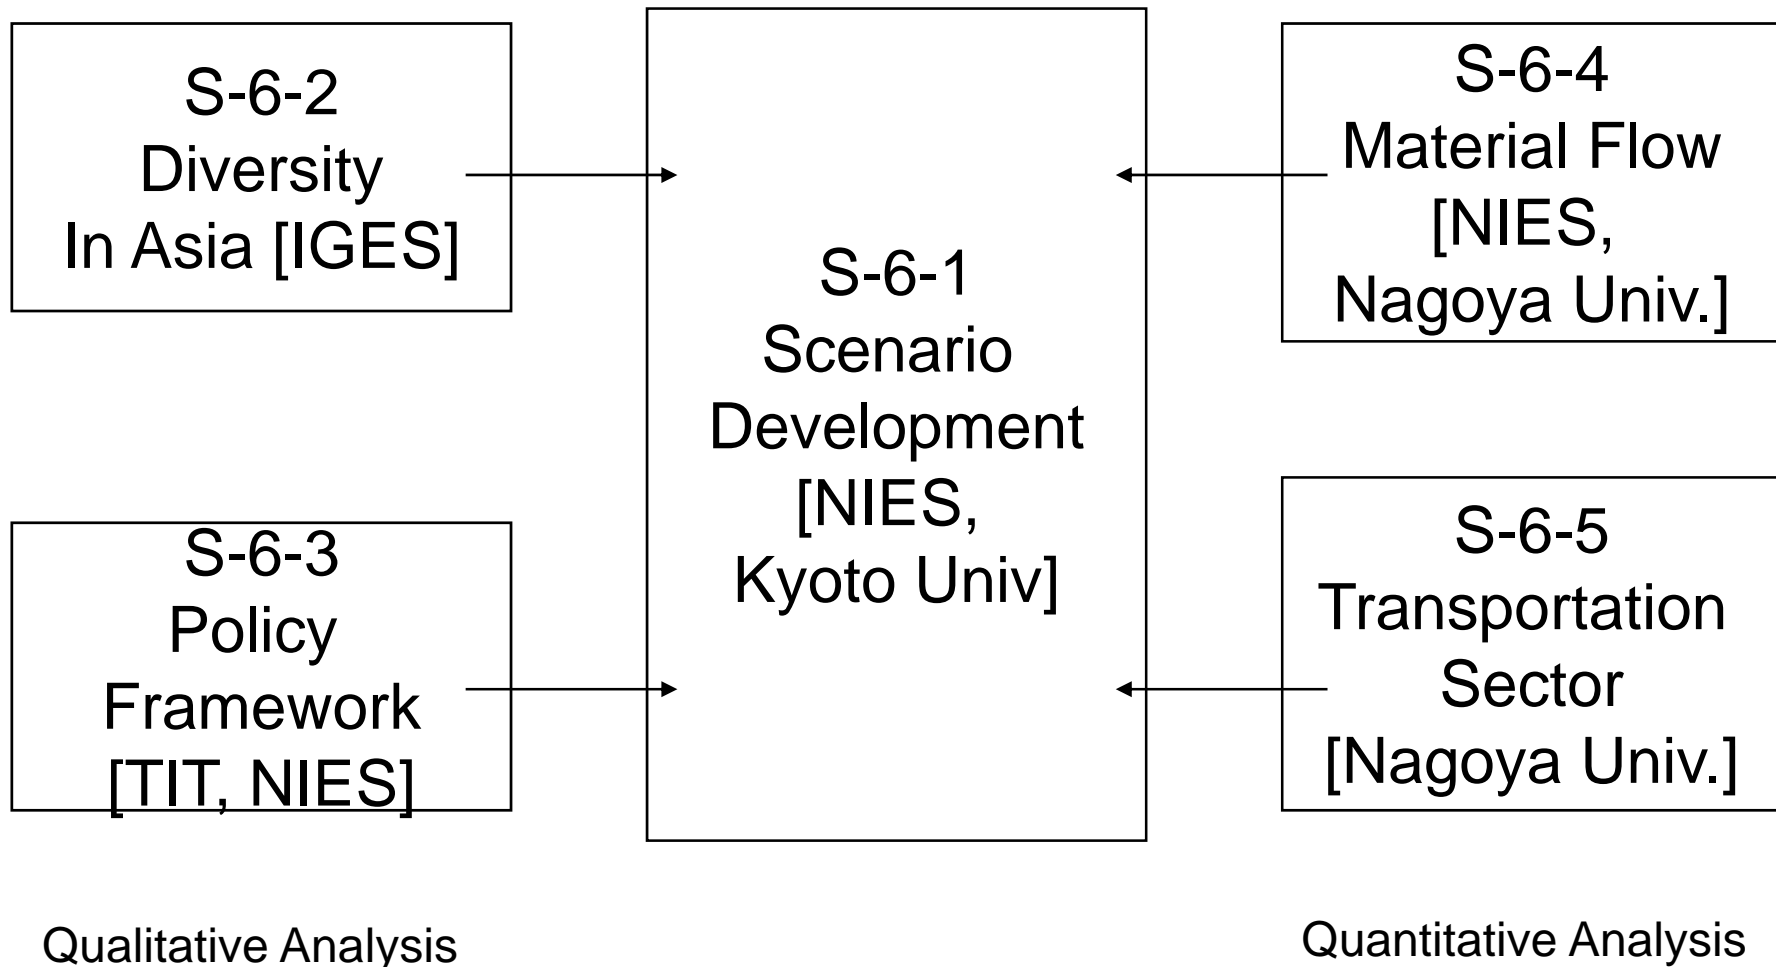 S-6-2
Diversity
In Asia [IGES]
S-6-3
Policy
Framework
[TIT, NIES]
S-6-1
Scenario
Development
[NIES,
Kyoto Univ]
S-6-4
Material Flow
[NIES,
Nagoya Univ.]
S-6-5
Transportation
Sector
[Nagoya Univ.]
Qualitative Analysis
Quantitative Analysis